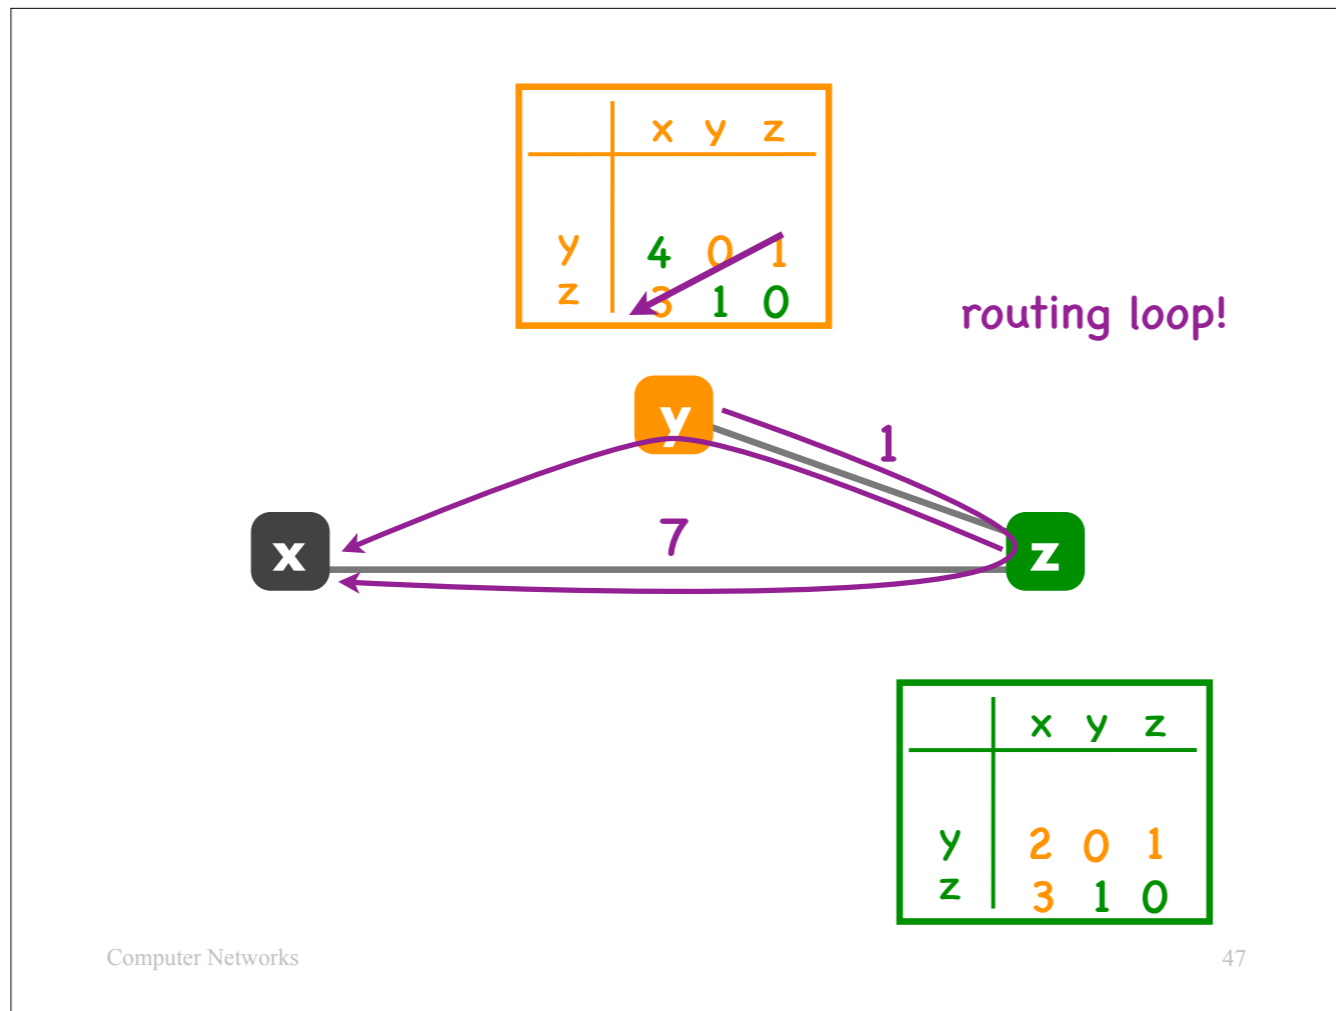 x y z
y 4 0 1
z 3 1 0
routing loop!
y
1
7
x
z
x y z
y 2 0 1
z 3 1 0
Computer Networks
47